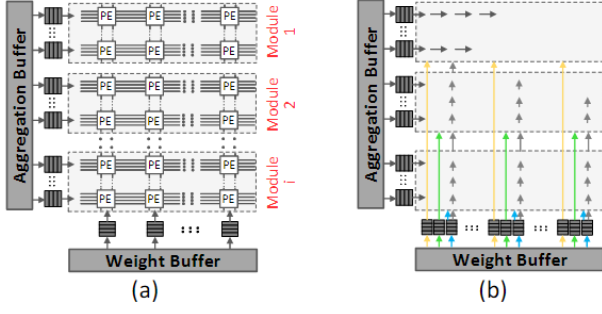 Aggregation Buffer
PE PE PE
PE PE PE
Module 1
PE PE PE
PE PE PE
Module 2
PE PE PE
PE PE PE
Module i
Weight Buffer
(a)
Aggregation Buffer
Weight Buffer
(b)